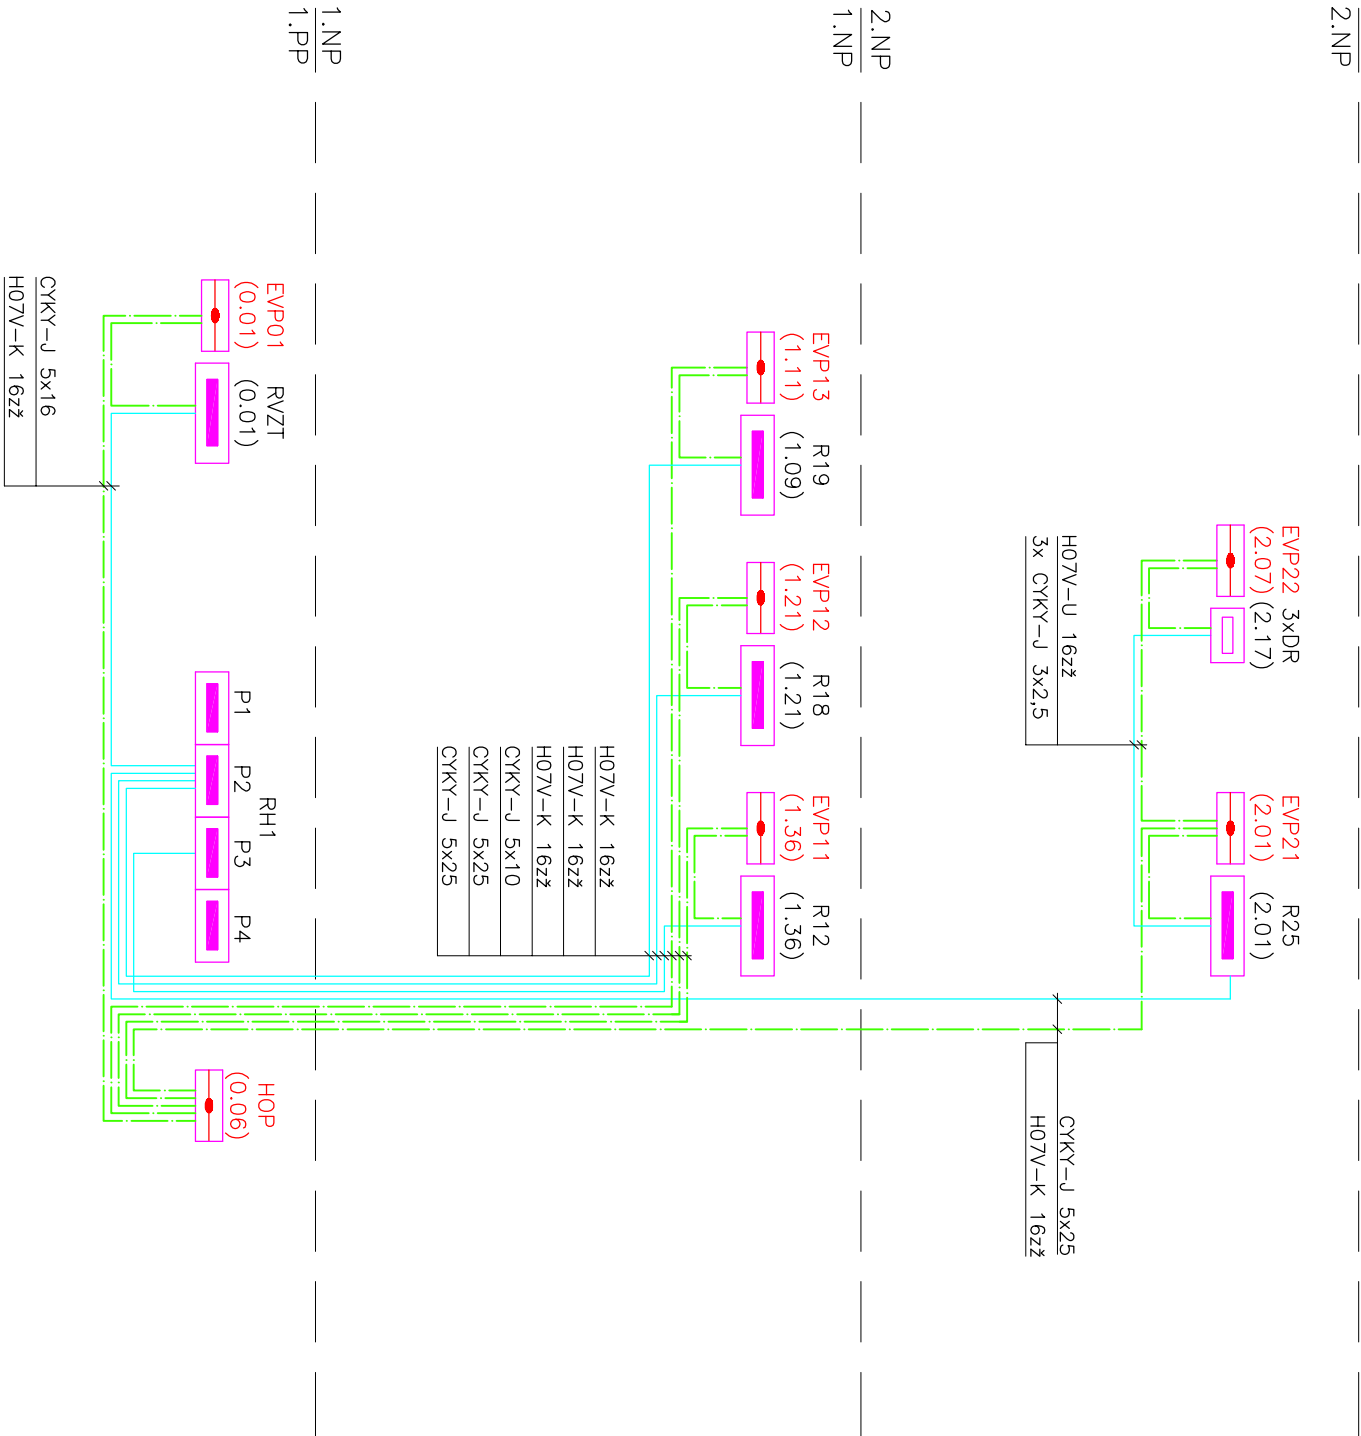 2.NP
2.NP
1.NP
1.NP
1.PP
EVP22
(2.07)
3xDR
(2.17)
EVP21
(2.01)
R25
(2.01)
H07V-U 16zž
3x CYKY-J 3x2,5
CYKY-J 5x25
H07V-K 16zž
EVP13
(1.11)
R19
(1.09)
EVP12
(1.21)
R18
(1.21)
EVP11
(1.36)
R12
(1.36)
H07V-K 16zž
H07V-K 16zž
H07V-K 16zž
CYKY-J 5x10
CYKY-J 5x25
CYKY-J 5x25
EVP01
(0.01)
RVZT
(0.01)
RH1
P1
P2
P3
P4
HOP
(0.06)
CYKY-J 5x16
H07V-K 16zž